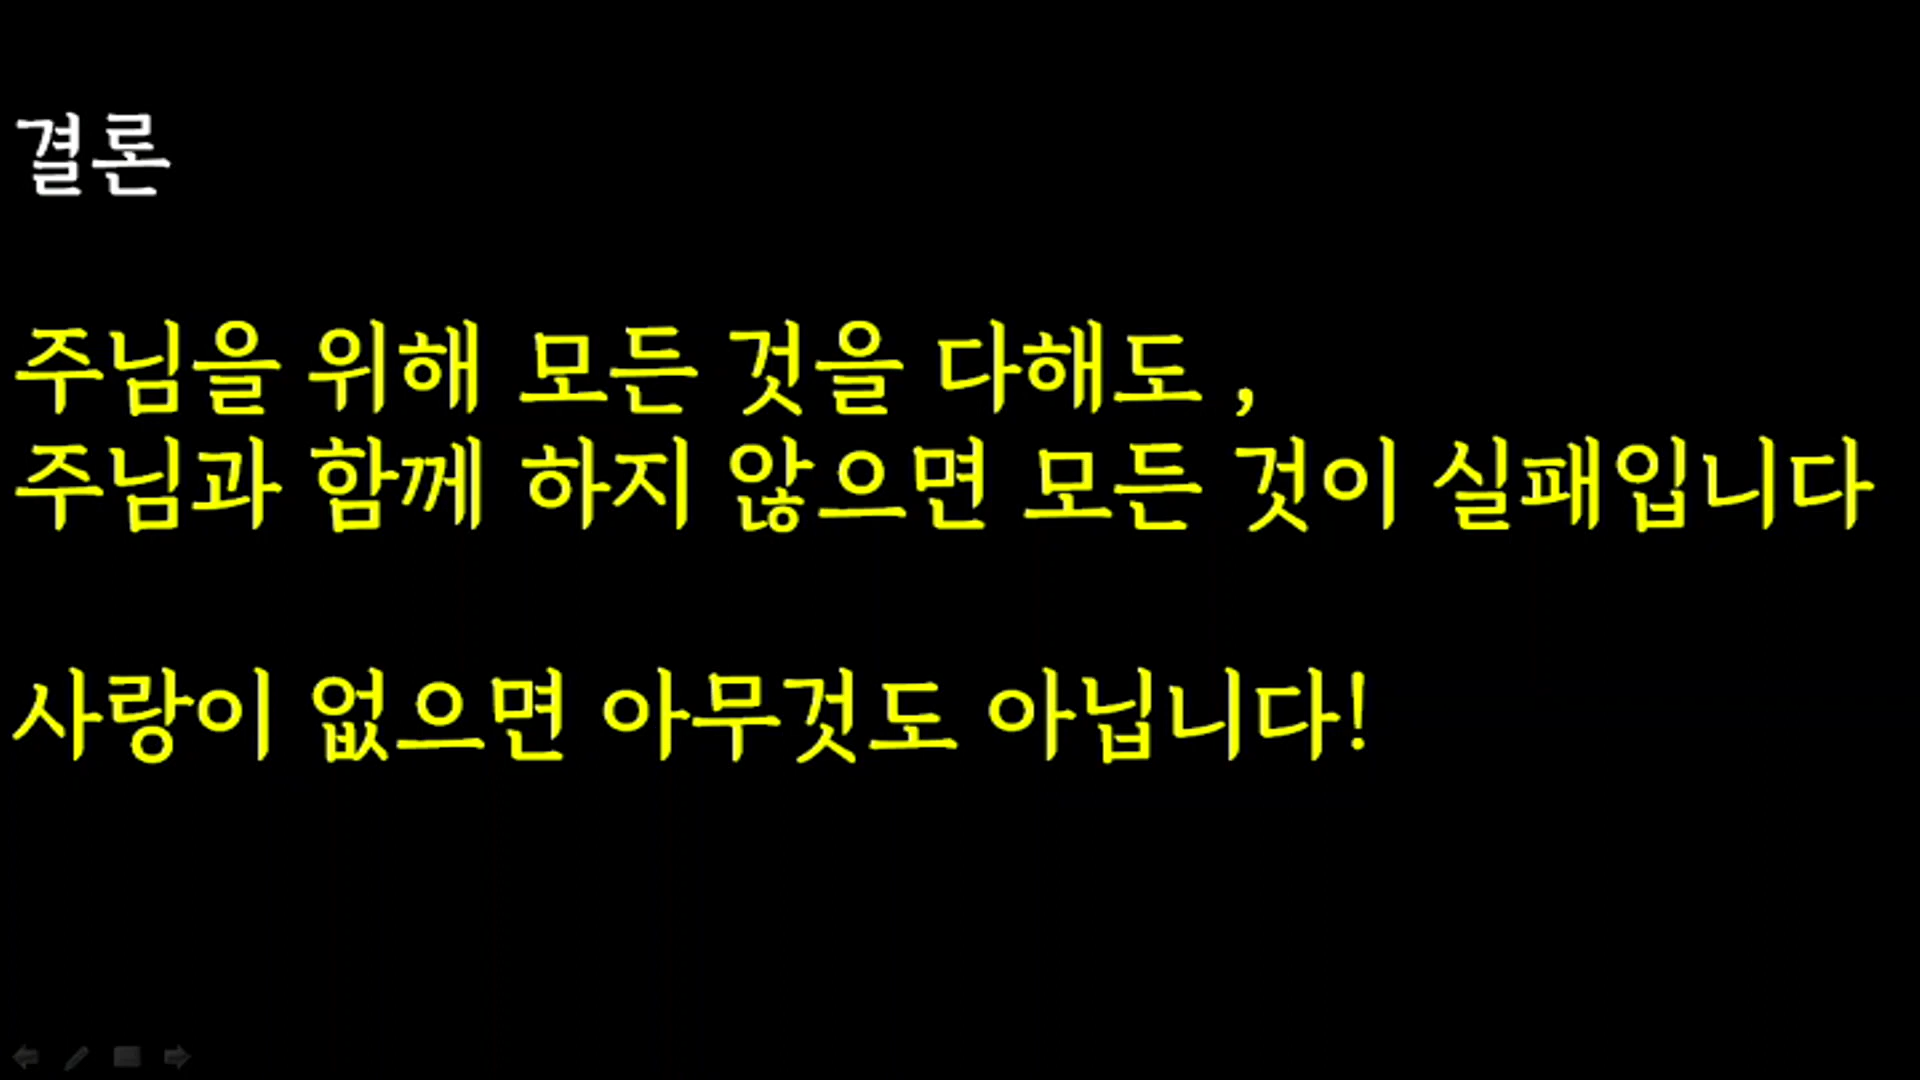 결론
주님을 위해 모든 것을 다해도 ,
주님과 함께 하지 않으면 모든 것이 실패입니다
사랑이 없으면 아무것도 아닙니다!